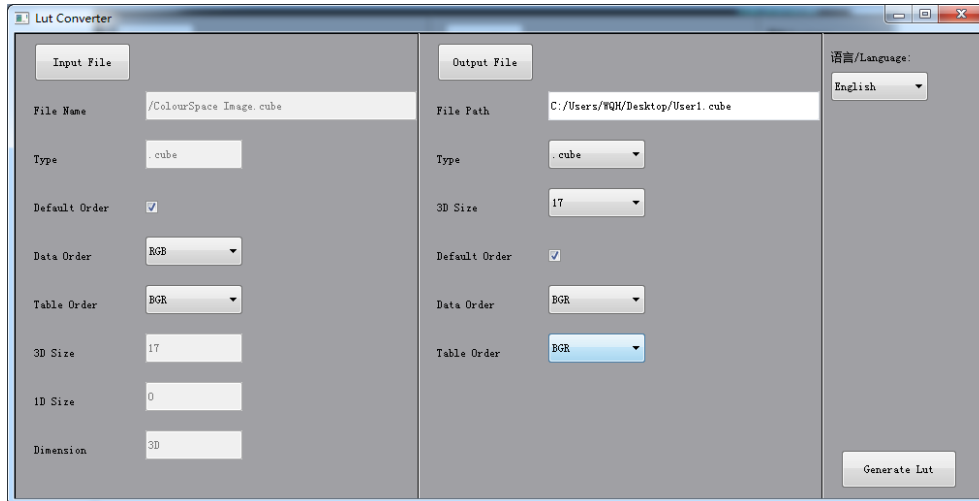 Lut Converter
Input File
File Name
/ColourSpace Image.cube
Type
.cube
Default Order
Data Order
RGB
Table Order
BGR
3D Size
17
1D Size
0
Dimension
3D
Output File
File Path
C:/Users/WQH/Desktop/User1.cube
Type
.cube
3D Size
17
Default Order
Data Order
BGR
Table Order
BGR
语言/Language:
English
Generate Lut